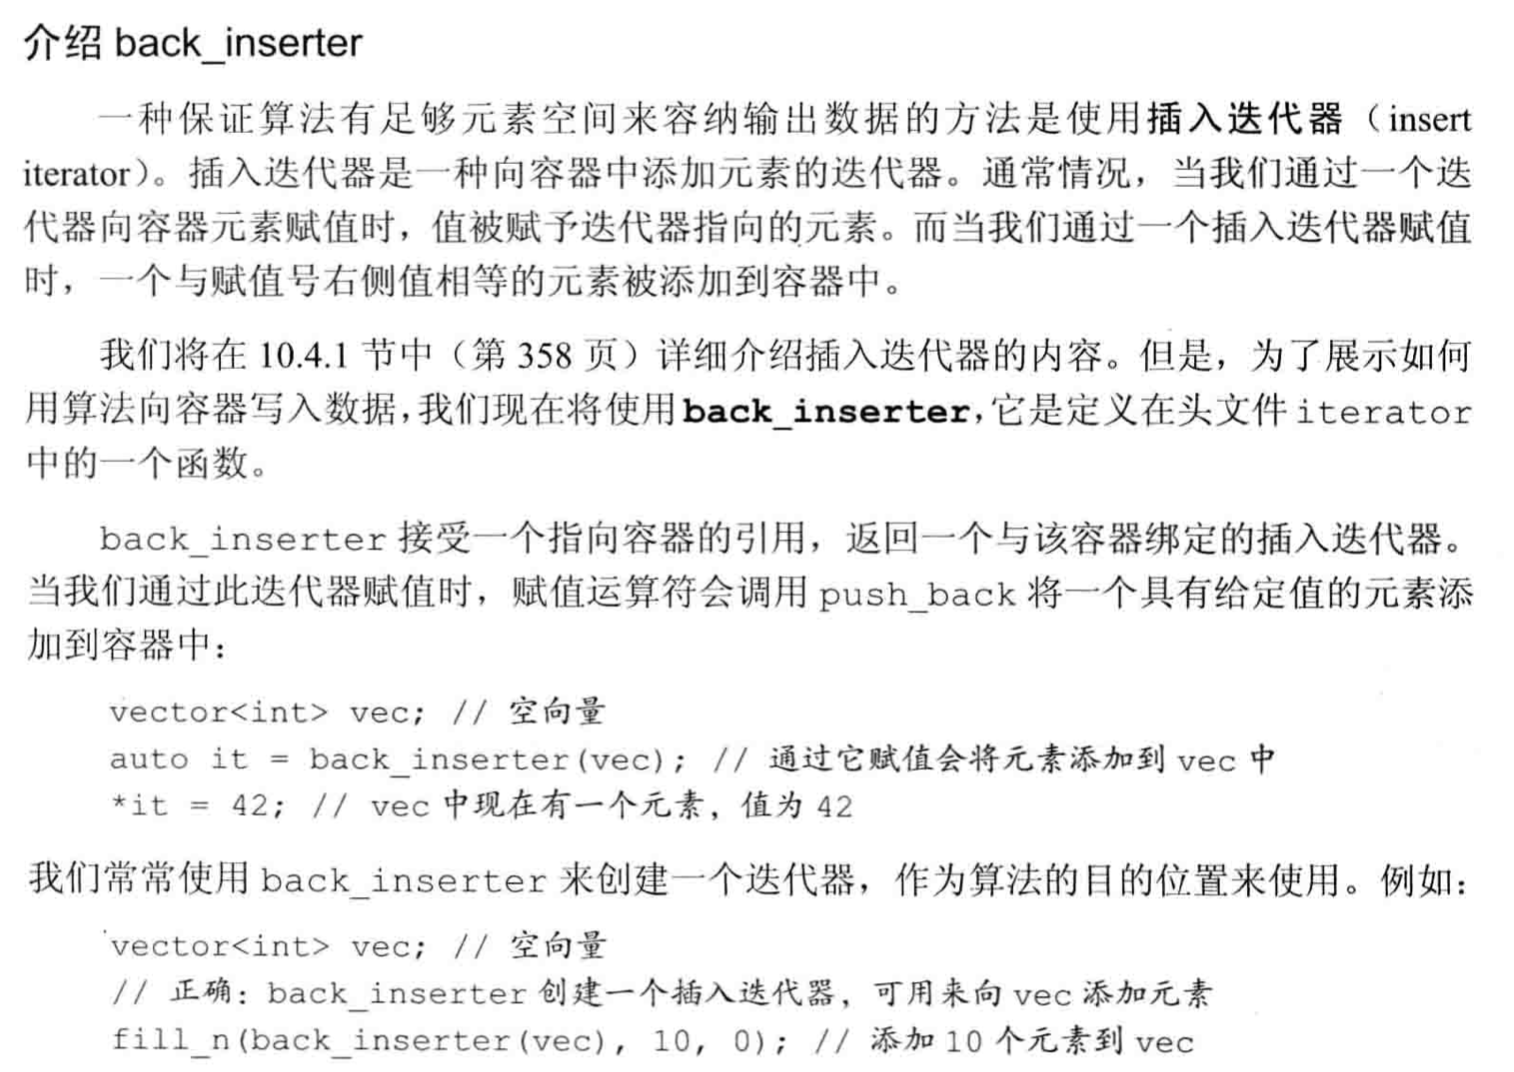 介绍 back_inserter
一种保证算法有足够元素空间来容纳输出数据的方法是使用插入迭代器（insert
iterator）。插入迭代器是一种向容器中添加元素的迭代器。通常情况，当我们通过一个迭
代器向容器元素赋值时，值被赋予迭代器指向的元素。而当我们通过一个插入迭代器赋值
时，一个与赋值号右侧值相等的元素被添加到容器中。
我们将在 10.4.1 节中（第 358 页）详细介绍插入迭代器的内容。但是，为了展示如何
用算法向容器写入数据，我们现在将使用back_inserter，它是定义在头文件 iterator
中的一个函数。
back_inserter 接受一个指向容器的引用，返回一个与该容器绑定的插入迭代器。
当我们通过此迭代器赋值时，赋值运算符会调用 push_back 将一个具有给定值的元素添
加到容器中：
vector<int> vec; // 空向量
auto it = back_inserter(vec); // 通过它赋值会将元素添加到 vec 中
*it = 42; // vec 中现在有一个元素，值为 42
我们常常使用 back_inserter 来创建一个迭代器，作为算法的目的位置来使用。例如：
vector<int> vec; // 空向量
// 正确：back_inserter 创建一个插入迭代器，可用来向 vec 添加元素
fill_n(back_inserter(vec), 10, 0); // 添加 10 个元素到 vec